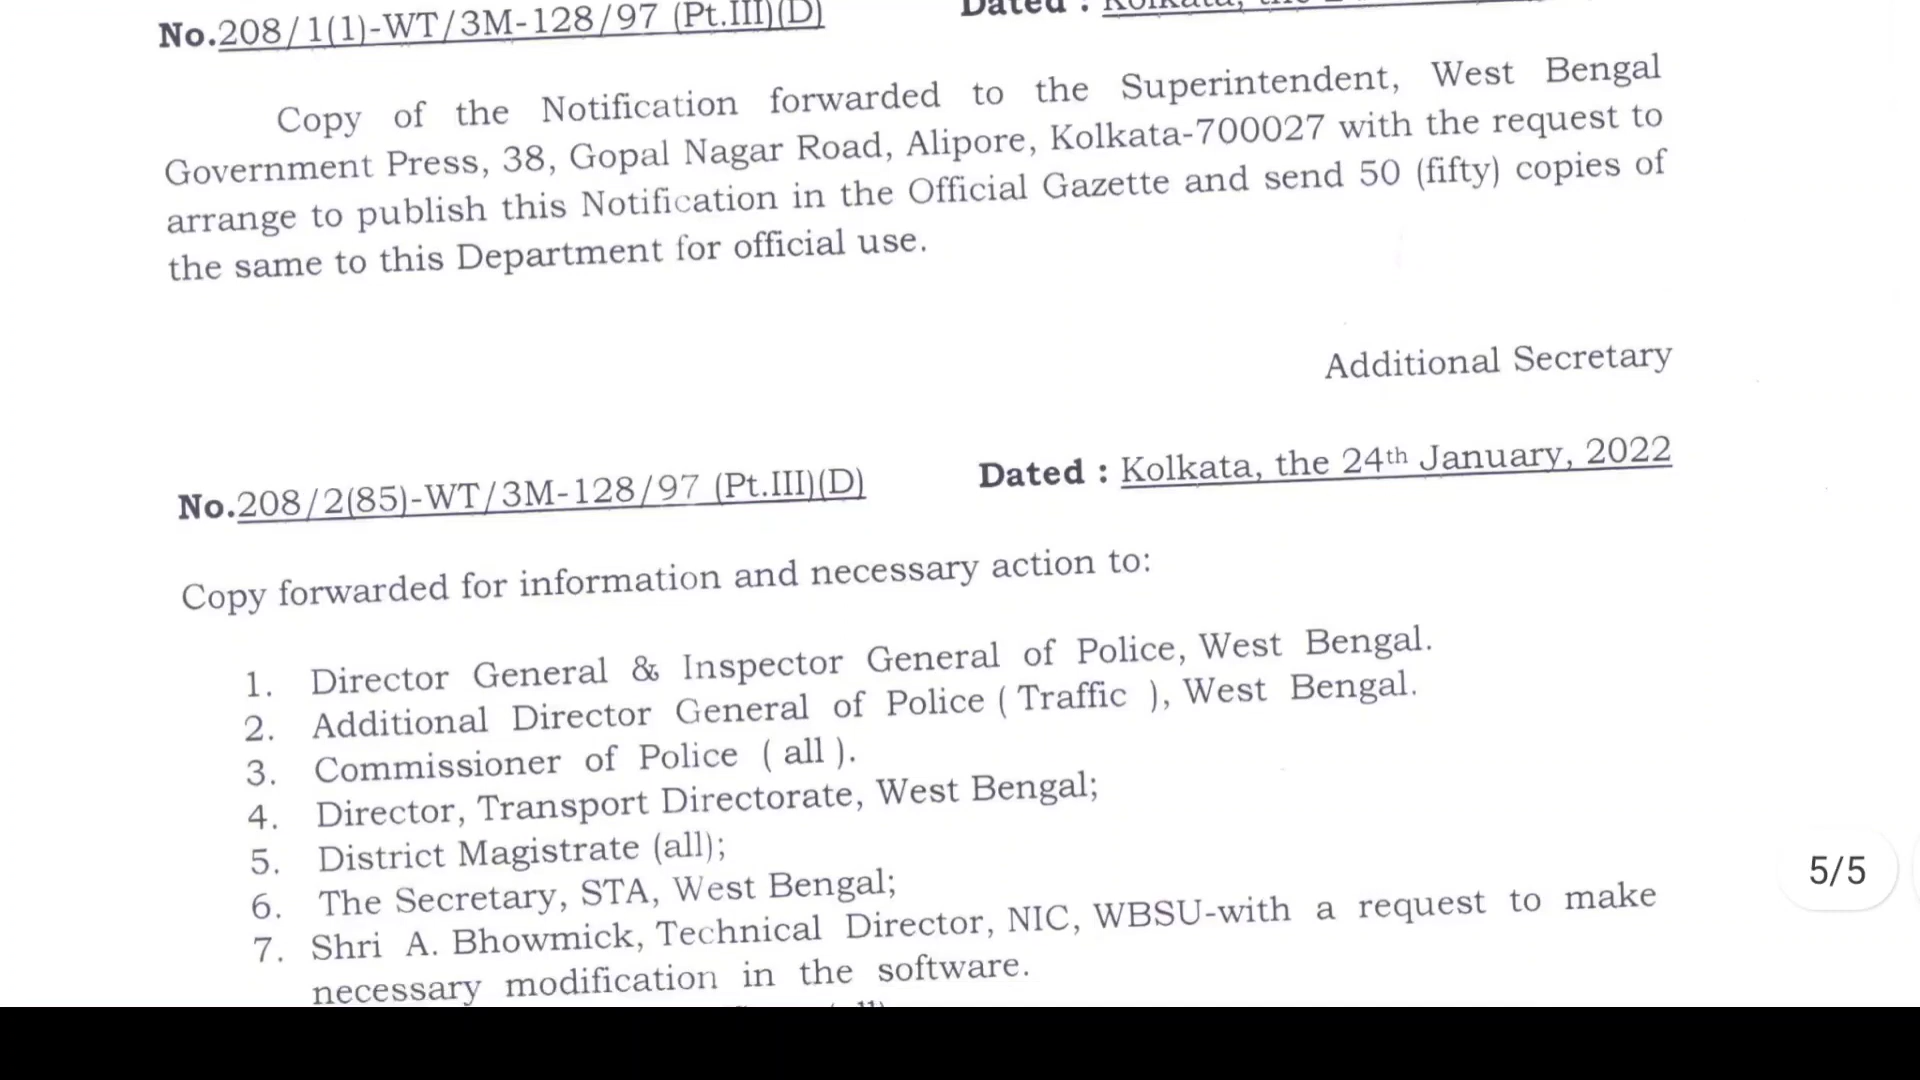 No.208/1(1)-WT/3M-128/97 (Pt.III)(D) Dated : Kolkata, the
Copy of the Notification forwarded to the Superintendent, West Bengal
Government Press, 38, Gopal Nagar Road, Alipore, Kolkata-700027 with the request to
arrange to publish this Notification in the Official Gazette and send 50 (fifty) copies of
the same to this Department for official use.
Additional Secretary
No.208/2(85)-WT/3M-128/97 (Pt.III)(D) Dated : Kolkata, the 24th January, 2022
Copy forwarded for information and necessary action to:
1. Director General & Inspector General of Police, West Bengal.
2. Additional Director General of Police ( Traffic ), West Bengal.
3. Commissioner of Police ( all ).
4. Director, Transport Directorate, West Bengal;
5. District Magistrate (all);
6. The Secretary, STA, West Bengal;
7. Shri A. Bhowmick, Technical Director, NIC, WBSU-with a request to make
necessary modification in the software.
5/5